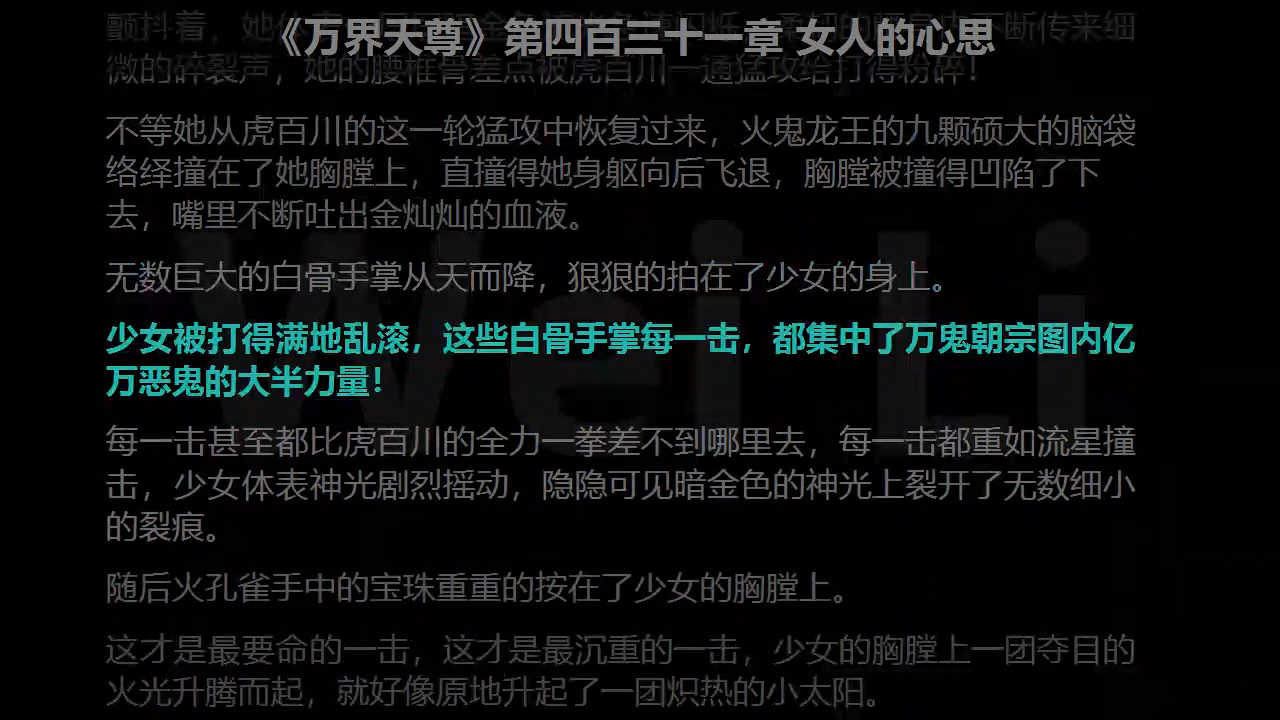 《万界天尊》第四百三十一章 女人的心思
微的碎裂声，她的腰椎骨差点被虎百川一通猛攻给打得粉碎！
不等她从虎百川的这一轮猛攻中恢复过来，火鬼龙王的九颗硕大的脑袋
络绎撞在了她胸膛上，直撞得她身躯向后飞退，胸膛被撞得凹陷了下
去，嘴里不断吐出金灿灿的血液。
无数巨大的白骨手掌从天而降，狠狠的拍在了少女的身上。
少女被打得满地乱滚，这些白骨手掌每一击，都集中了万鬼朝宗图内亿
万恶鬼的大半力量！
每一击甚至都比虎百川的全力一拳差不到哪里去，每一击都重如流星撞
击，少女体表神光剧烈摇动，隐隐可见暗金色的神光上裂开了无数细小
的裂痕。
随后火孔雀手中的宝珠重重的按在了少女的胸膛上。
这才是最要命的一击，这才是最沉重的一击，少女的胸膛上一团夺目的
火光升腾而起，就好像原地升起了一团炽热的小太阳。
Wei Li